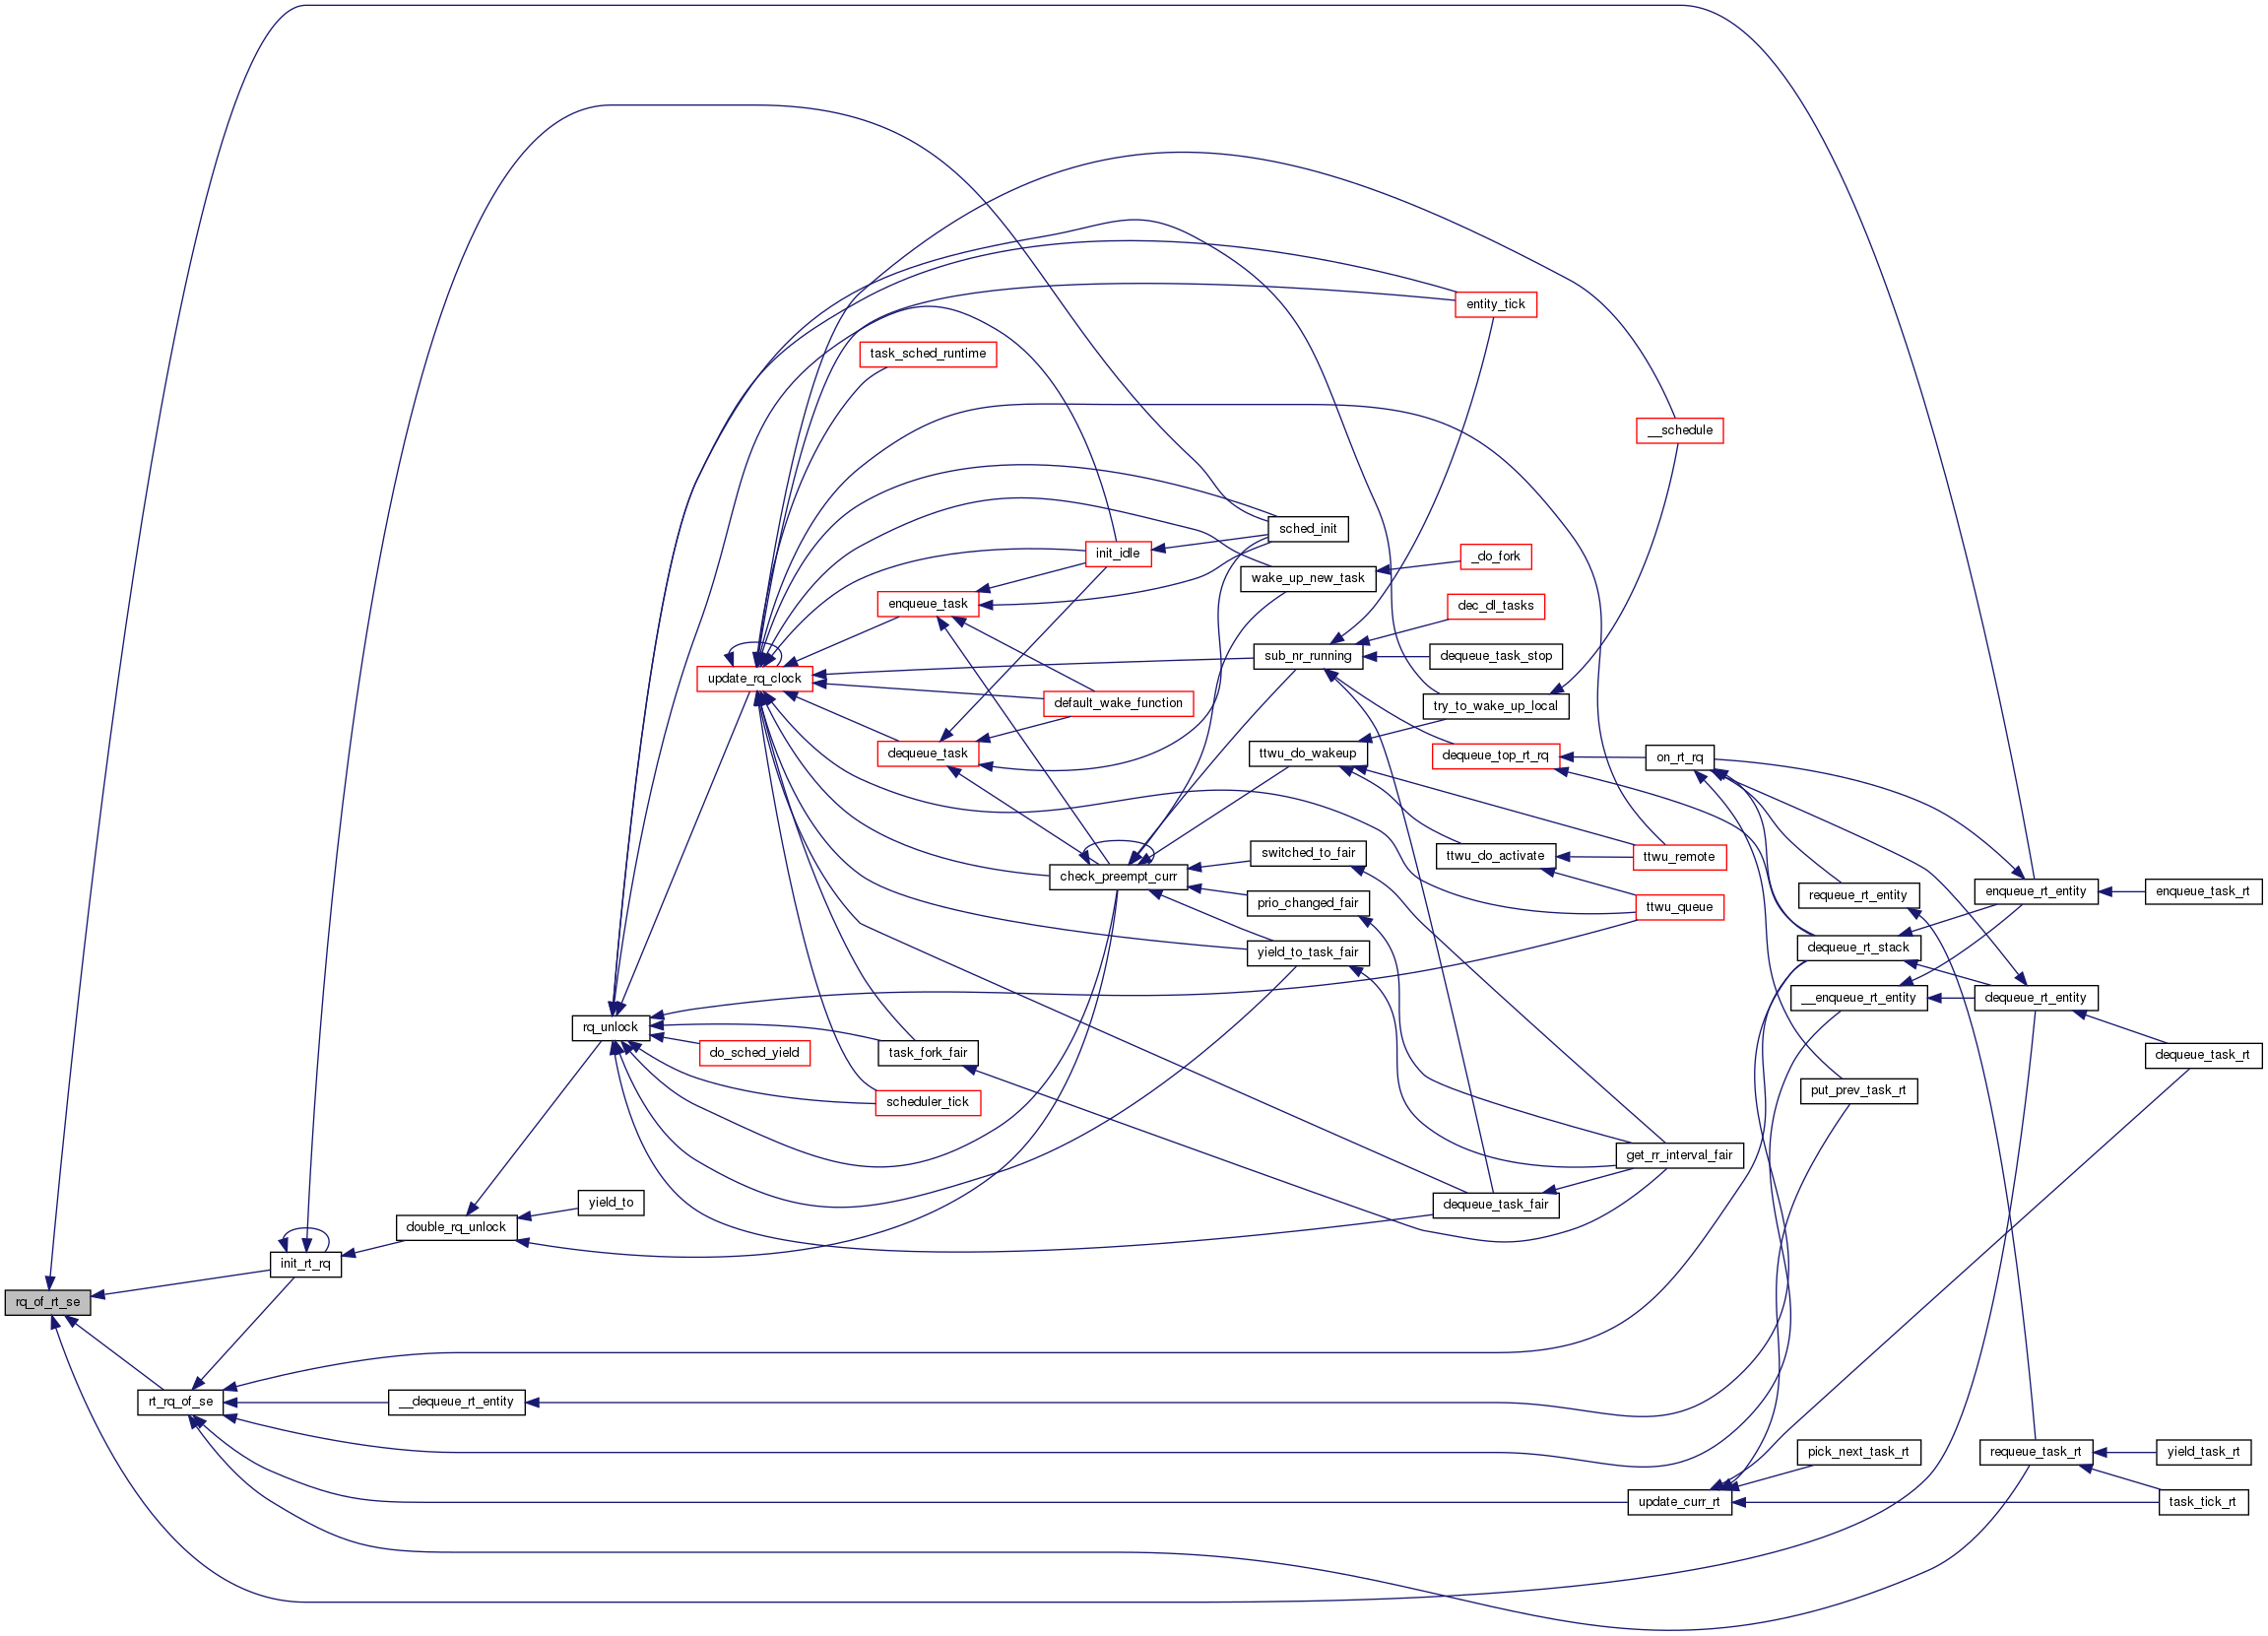 entity_tick
task_sched_runtime
__schedule
sched_init
init_idle
_do_fork
wake_up_new_task
enqueue_task
dec_dl_tasks
sub_nr_running
dequeue_task_stop
update_rq_clock
default_wake_function
try_to_wake_up_local
dequeue_task
ttwu_do_wakeup
dequeue_top_rt_rq
on_rt_rq
switched_to_fair
ttwu_do_activate
ttwu_remote
check_preempt_curr
requeue_rt_entity
enqueue_rt_entity
enqueue_task_rt
prio_changed_fair
ttwu_queue
yield_to_task_fair
dequeue_rt_stack
__enqueue_rt_entity
dequeue_rt_entity
rq_unlock
do_sched_yield
task_fork_fair
dequeue_task_rt
scheduler_tick
put_prev_task_rt
get_rr_interval_fair
yield_to
dequeue_task_fair
double_rq_unlock
init_rt_rq
rq_of_rt_se
rt_rq_of_se
__dequeue_rt_entity
pick_next_task_rt
requeue_task_rt
yield_task_rt
update_curr_rt
task_tick_rt